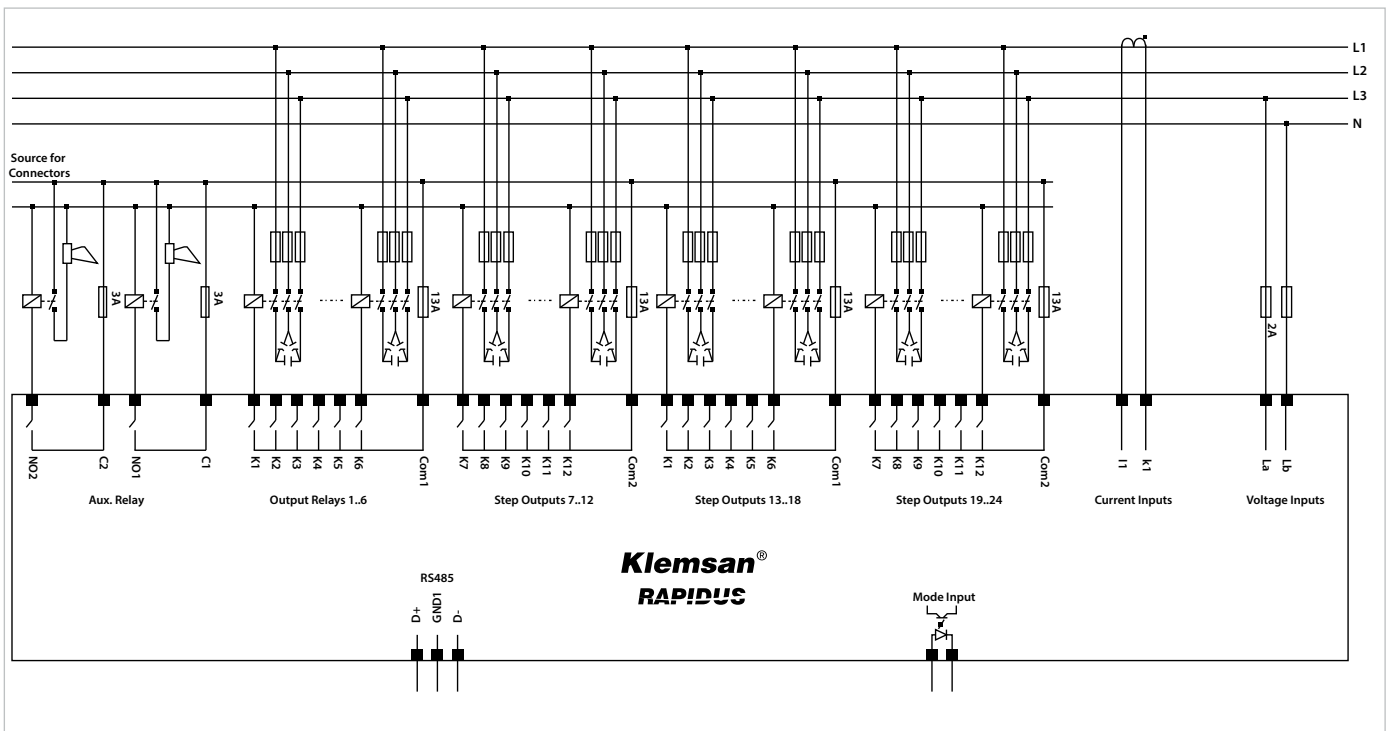 L1
L2
L3
N
Source for
Connectors
3A
3A
13A
13A
13A
13A
2A
NO2
C2
NO1
C1
K1
K2
K3
K4
K5
K6
Com1
K7
K8
K9
K10
K11
K12
Com2
K1
K2
K3
K4
K5
K6
Com1
K7
K8
K9
K10
K11
K12
Com2
I1
k1
La
Lb
Aux. Relay
Output Relays 1..6
Step Outputs 7..12
Step Outputs 13..18
Step Outputs 19..24
Current Inputs
Voltage Inputs
Klemsan®
RAPIDUS
RS485
D+
GND1
D-
Mode Input